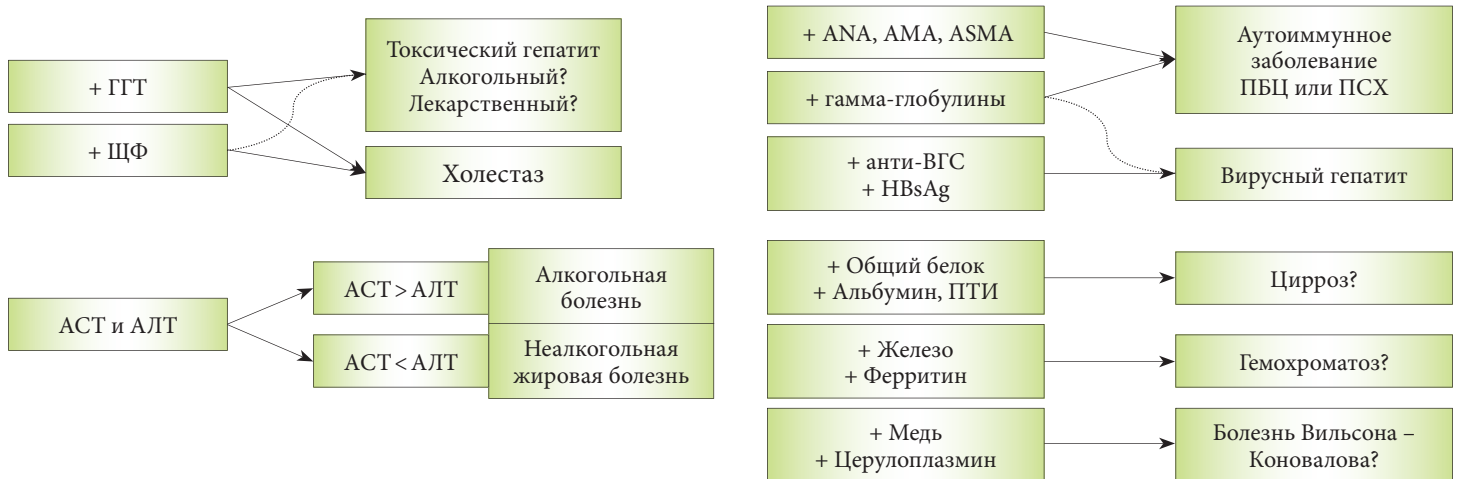 + ГГТ
+ ЩФ
Токсический гепатит
Алкогольный?
Лекарственный?
Холестаз
АСТ и АЛТ
АСТ > АЛТ
Алкогольная
болезнь
АСТ < АЛТ
Неалкогольная
жировая болезнь
+ ANA, AMA, ASMA
+ гамма-глобулины
+ анти-ВГС
+ HBsAg
Аутоиммунное
заболевание
ПБЦ или ПСХ
Вирусный гепатит
+ Общий белок
+ Альбумин, ПТИ
Цирроз?
+ Железо
+ Ферритин
Гемохроматоз?
+ Медь
+ Церулоплазмин
Болезнь Вильсона –
Коновалова?